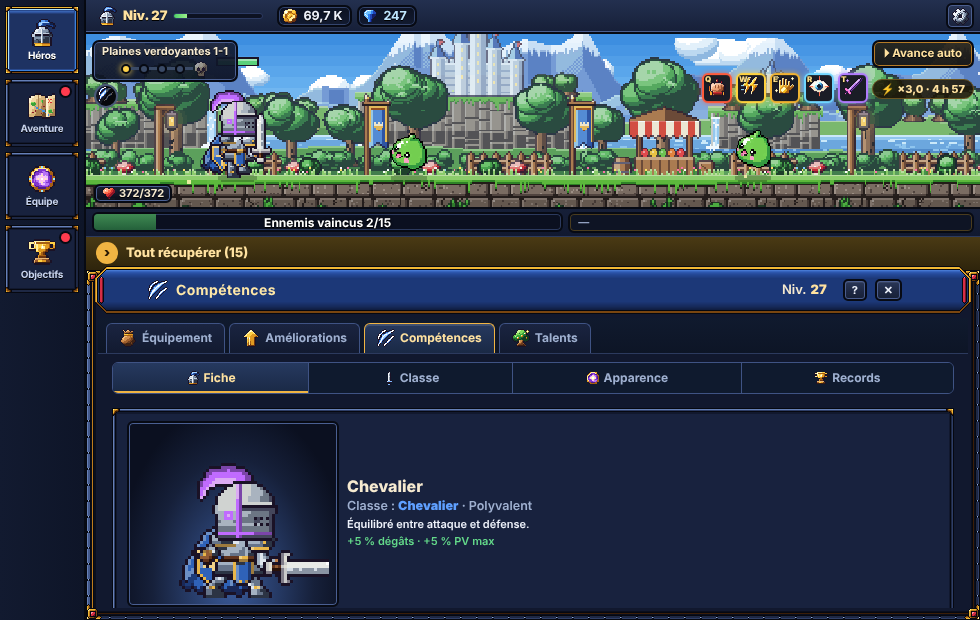 Héros
Aventure
Équipe
Objectifs
Niv. 27
69,7 K
247
Plaines verdoyantes 1-1
Avance auto
Q
W
E
R
T
×3,0 · 4 h 57
372/372
Ennemis vaincus 2/15
—
Tout récupérer (15)
Compétences
Niv. 27
?
×
Équipement
Améliorations
Compétences
Talents
Fiche
Classe
Apparence
Records
Chevalier
Classe : Chevalier · Polyvalent
Équilibré entre attaque et défense.
+5 % dégâts · +5 % PV max